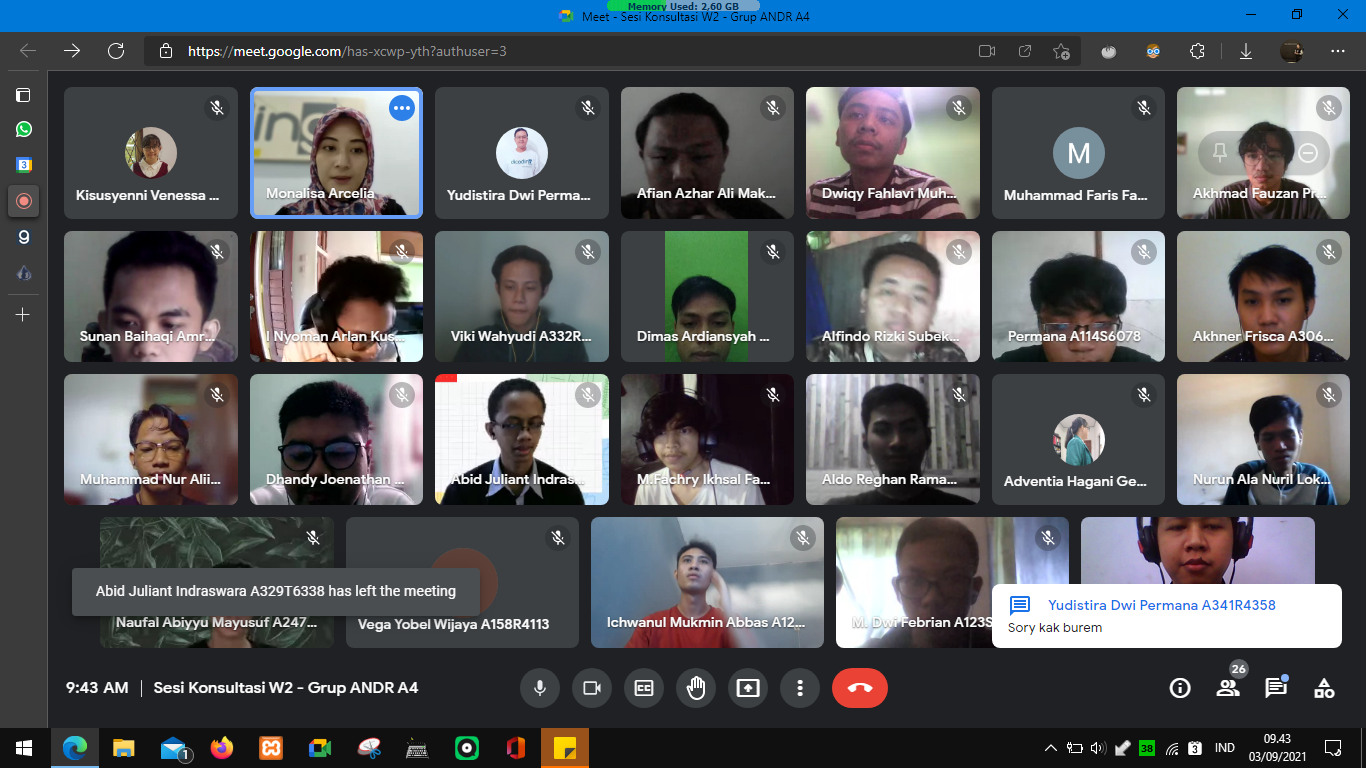 Memory Used: 2,60 GB
Meet - Sesi Konsultasi W2 - Grup ANDR A4
https://meet.google.com/has-xcwp-yth?authuser=3
ing
Kisusyenni Venessa ...
Monalisa Arcelia
dicoding
Yudistira Dwi Perma...
Afian Azhar Ali Mak...
Dwiqy Fahlavi Muh...
M
Muhammad Faris Fa...
Akhmad Fauzan Pr...
Sunan Baihaqi Amr...
I Nyoman Arlan Kus...
Viki Wahyudi A332R...
Dimas Ardiansyah ...
Alfindo Rizki Subek...
Permana A114S6078
Akhner Frisca A306...
Muhammad Nur Alii...
Dhandy Joenathan ...
Abid Juliant Indras...
M.Fachry Ikhsal Fa...
Aldo Reghan Rama...
Adventia Hagani Ge...
Nurun Ala Nuril Lok...
Abid Juliant Indraswara A329T6338 has left the meeting
Naufal Abiyyu Mayusuf A247...
Vega Yobel Wijaya A158R4113
Ichwanul Mukmin Abbas A12...
M. Dwi Febrian A123S
Yudistira Dwi Permana A341R4358
Sory kak burem
9:43 AM | Sesi Konsultasi W2 - Grup ANDR A4
26
1
38
3
IND
09.43
03/09/2021